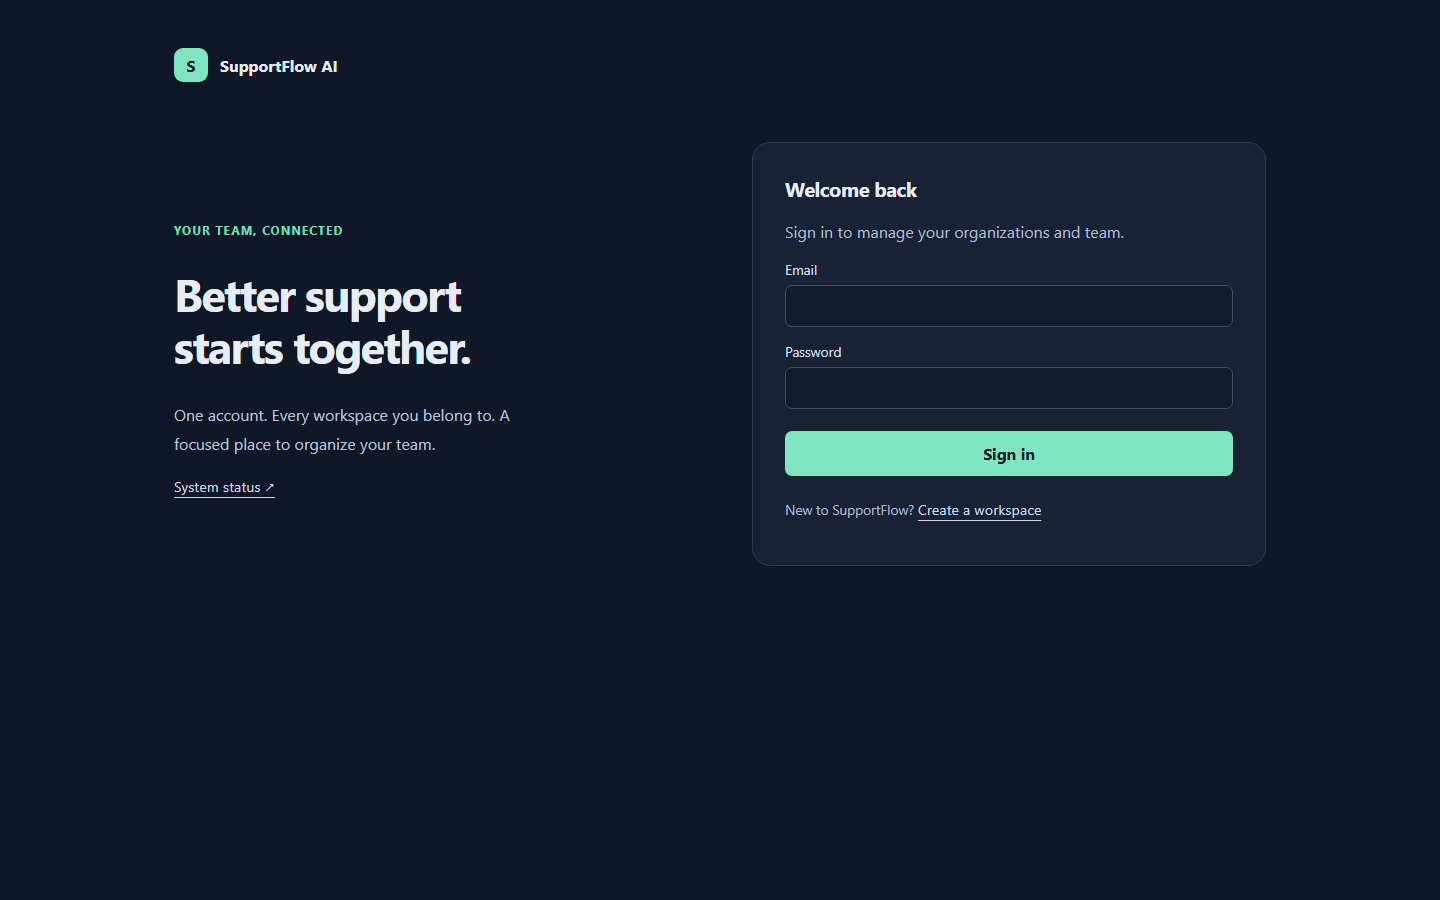 S
SupportFlow AI
YOUR TEAM, CONNECTED
Better support
starts together.
One account. Every workspace you belong to. A
focused place to organize your team.
System status ↗
Welcome back
Sign in to manage your organizations and team.
Email
Password
Sign in
New to SupportFlow? Create a workspace